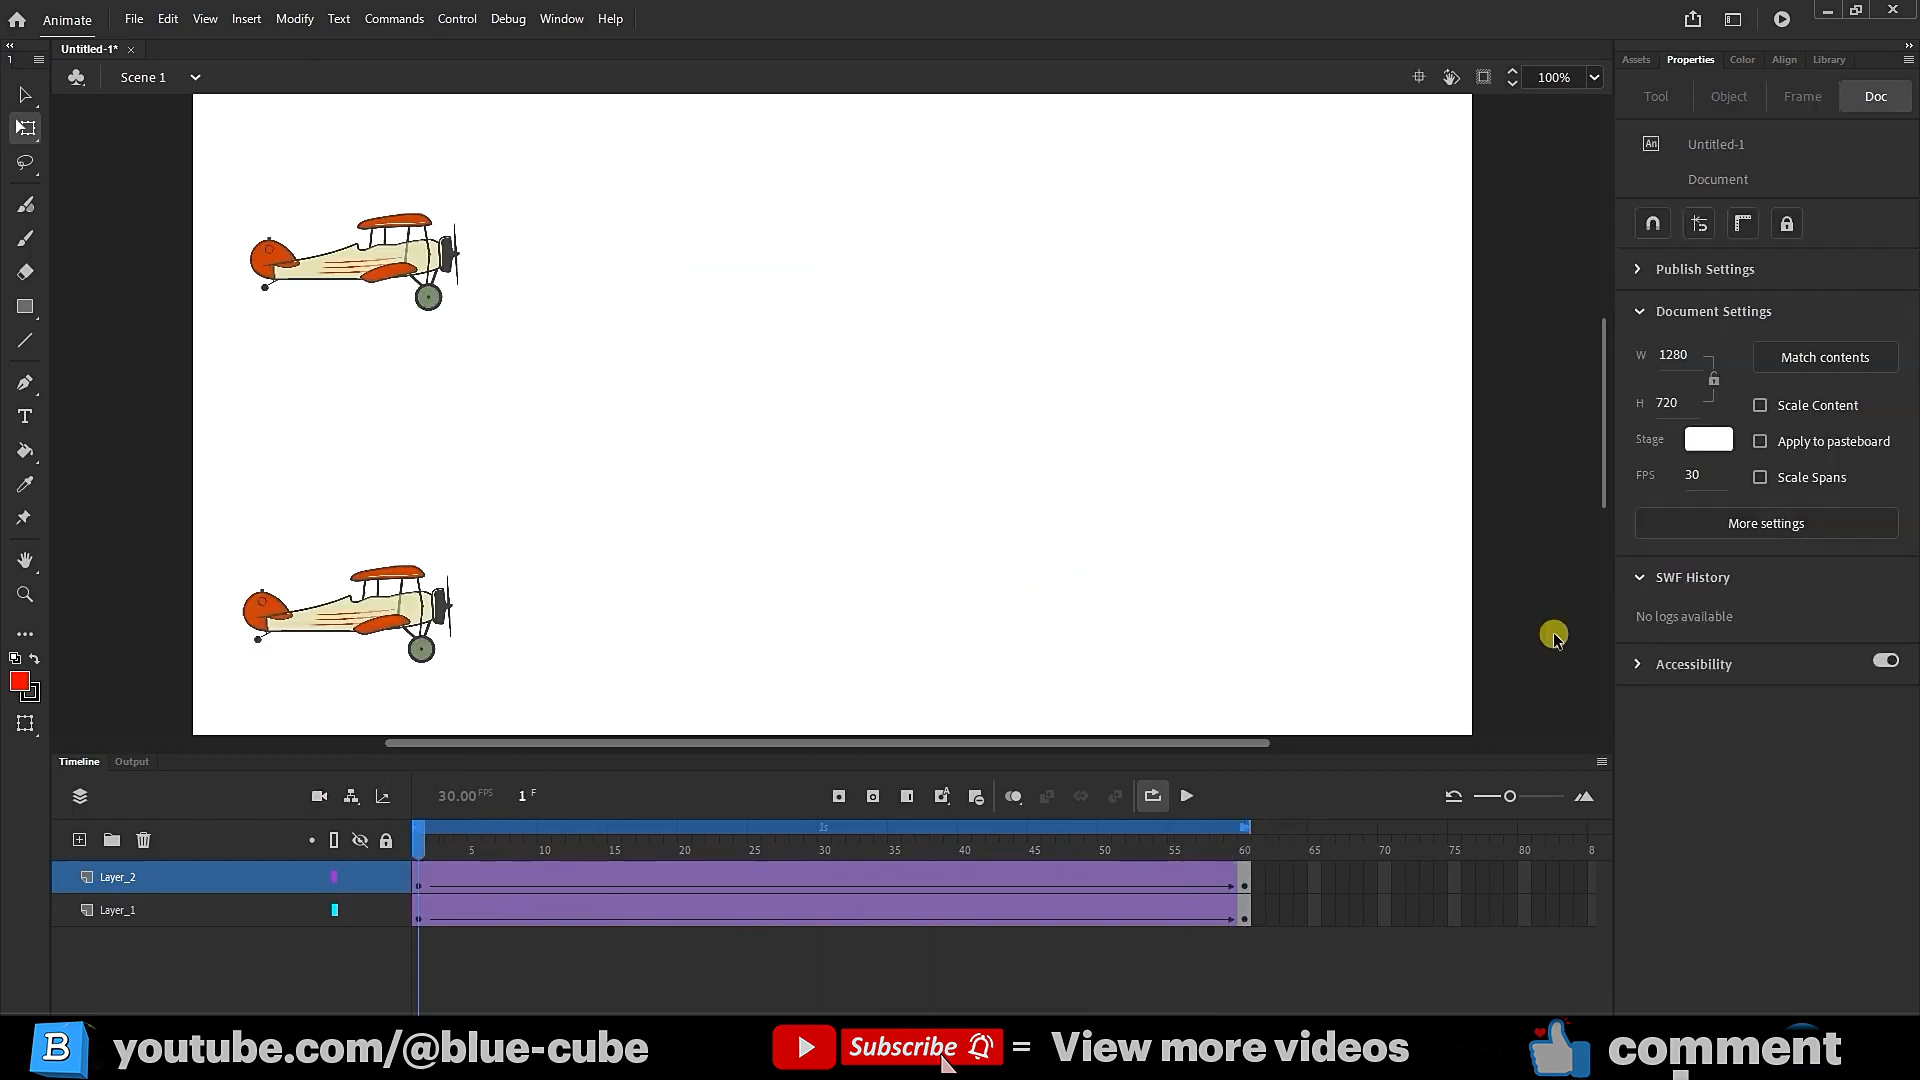 Animate File Edit View Insert Modify Text Commands Control Debug Window Help
Untitled-1* ×
Scene 1 100%
Assets Properties Color Align Library
Tool Object Frame Doc
An Untitled-1
Document
Publish Settings
Document Settings
W 1280 Match contents
H 720 Scale Content
Stage Apply to pasteboard
FPS 30 Scale Spans
More settings
SWF History
No logs available
Accessibility
Timeline Output
30.00 FPS 1 F
1s
5 10 15 20 25 30 35 40 45 50 55 60 65 70 75 80 8
Layer_2
Layer_1
B youtube.com/@blue-cube Subscribe = View more videos comment